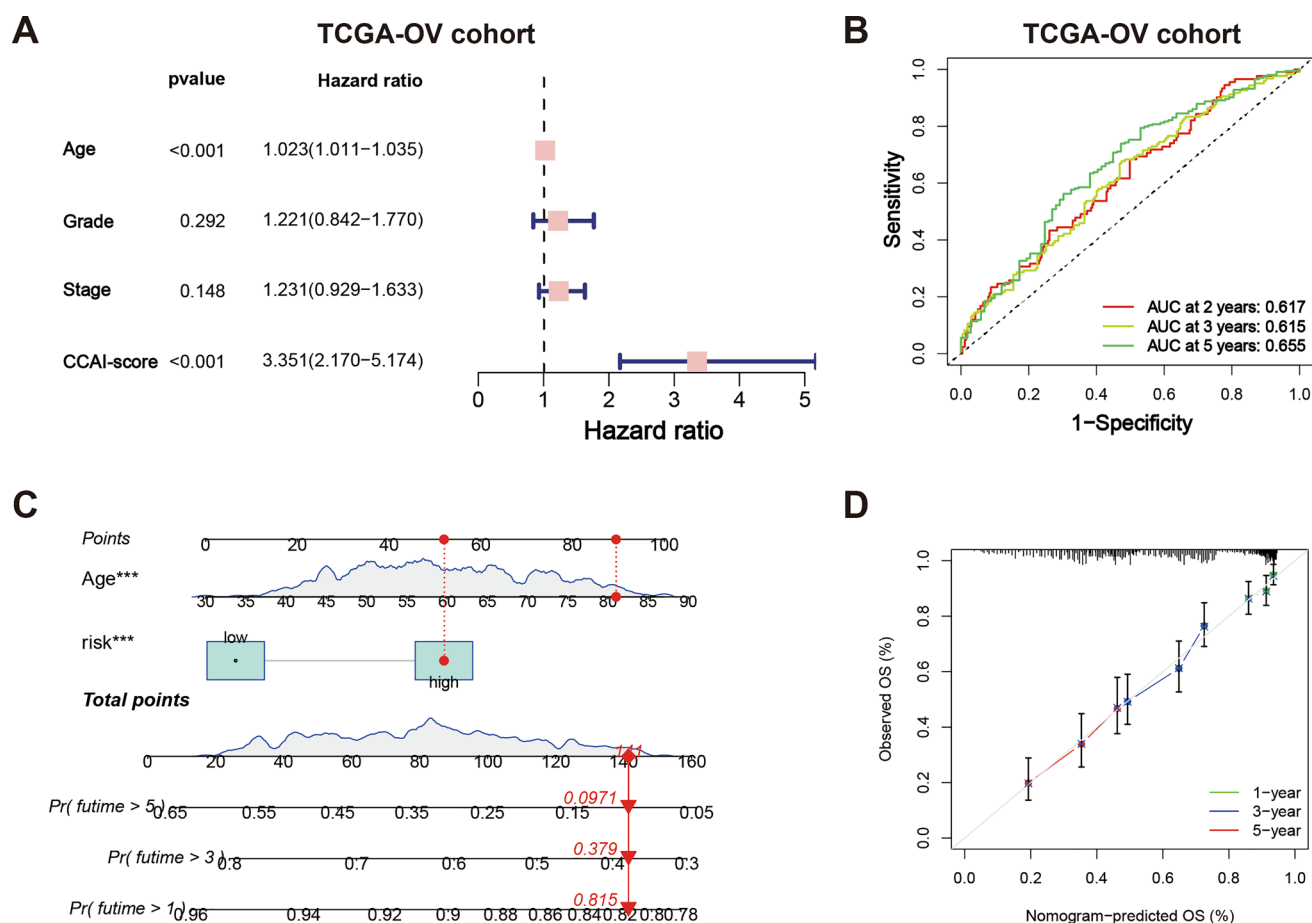 A
TCGA-OV cohort
pvalue Hazard ratio
Age <0.001 1.023(1.011−1.035)
Grade 0.292 1.221(0.842−1.770)
Stage 0.148 1.231(0.929−1.633)
CCAI-score <0.001 3.351(2.170−5.174)
0 1 2 3 4 5
Hazard ratio
B
TCGA-OV cohort
Sensitivity
1.0
0.8
0.6
0.4
0.2
0.0
AUC at 2 years: 0.617
AUC at 3 years: 0.615
AUC at 5 years: 0.655
0.0 0.2 0.4 0.6 0.8 1.0
1−Specificity
C
Points
0 20 40 60 80 100
Age***
30 35 40 45 50 55 60 65 70 75 80 85 90
risk***
low
high
Total points
141
0 20 40 60 80 100 120 140 160
Pr( futime > 5 )
0.0971
0.65 0.55 0.45 0.35 0.25 0.15 0.05
Pr( futime > 3 )
0.379
0.8 0.7 0.6 0.5 0.4 0.3
Pr( futime > 1 )
0.815
0.96 0.94 0.92 0.9 0.88 0.86 0.84 0.82 0.80 0.78
D
Observed OS (%)
1.0
0.8
0.6
0.4
0.2
0.0
1-year
3-year
5-year
0.0 0.2 0.4 0.6 0.8 1.0
Nomogram−predicted OS (%)